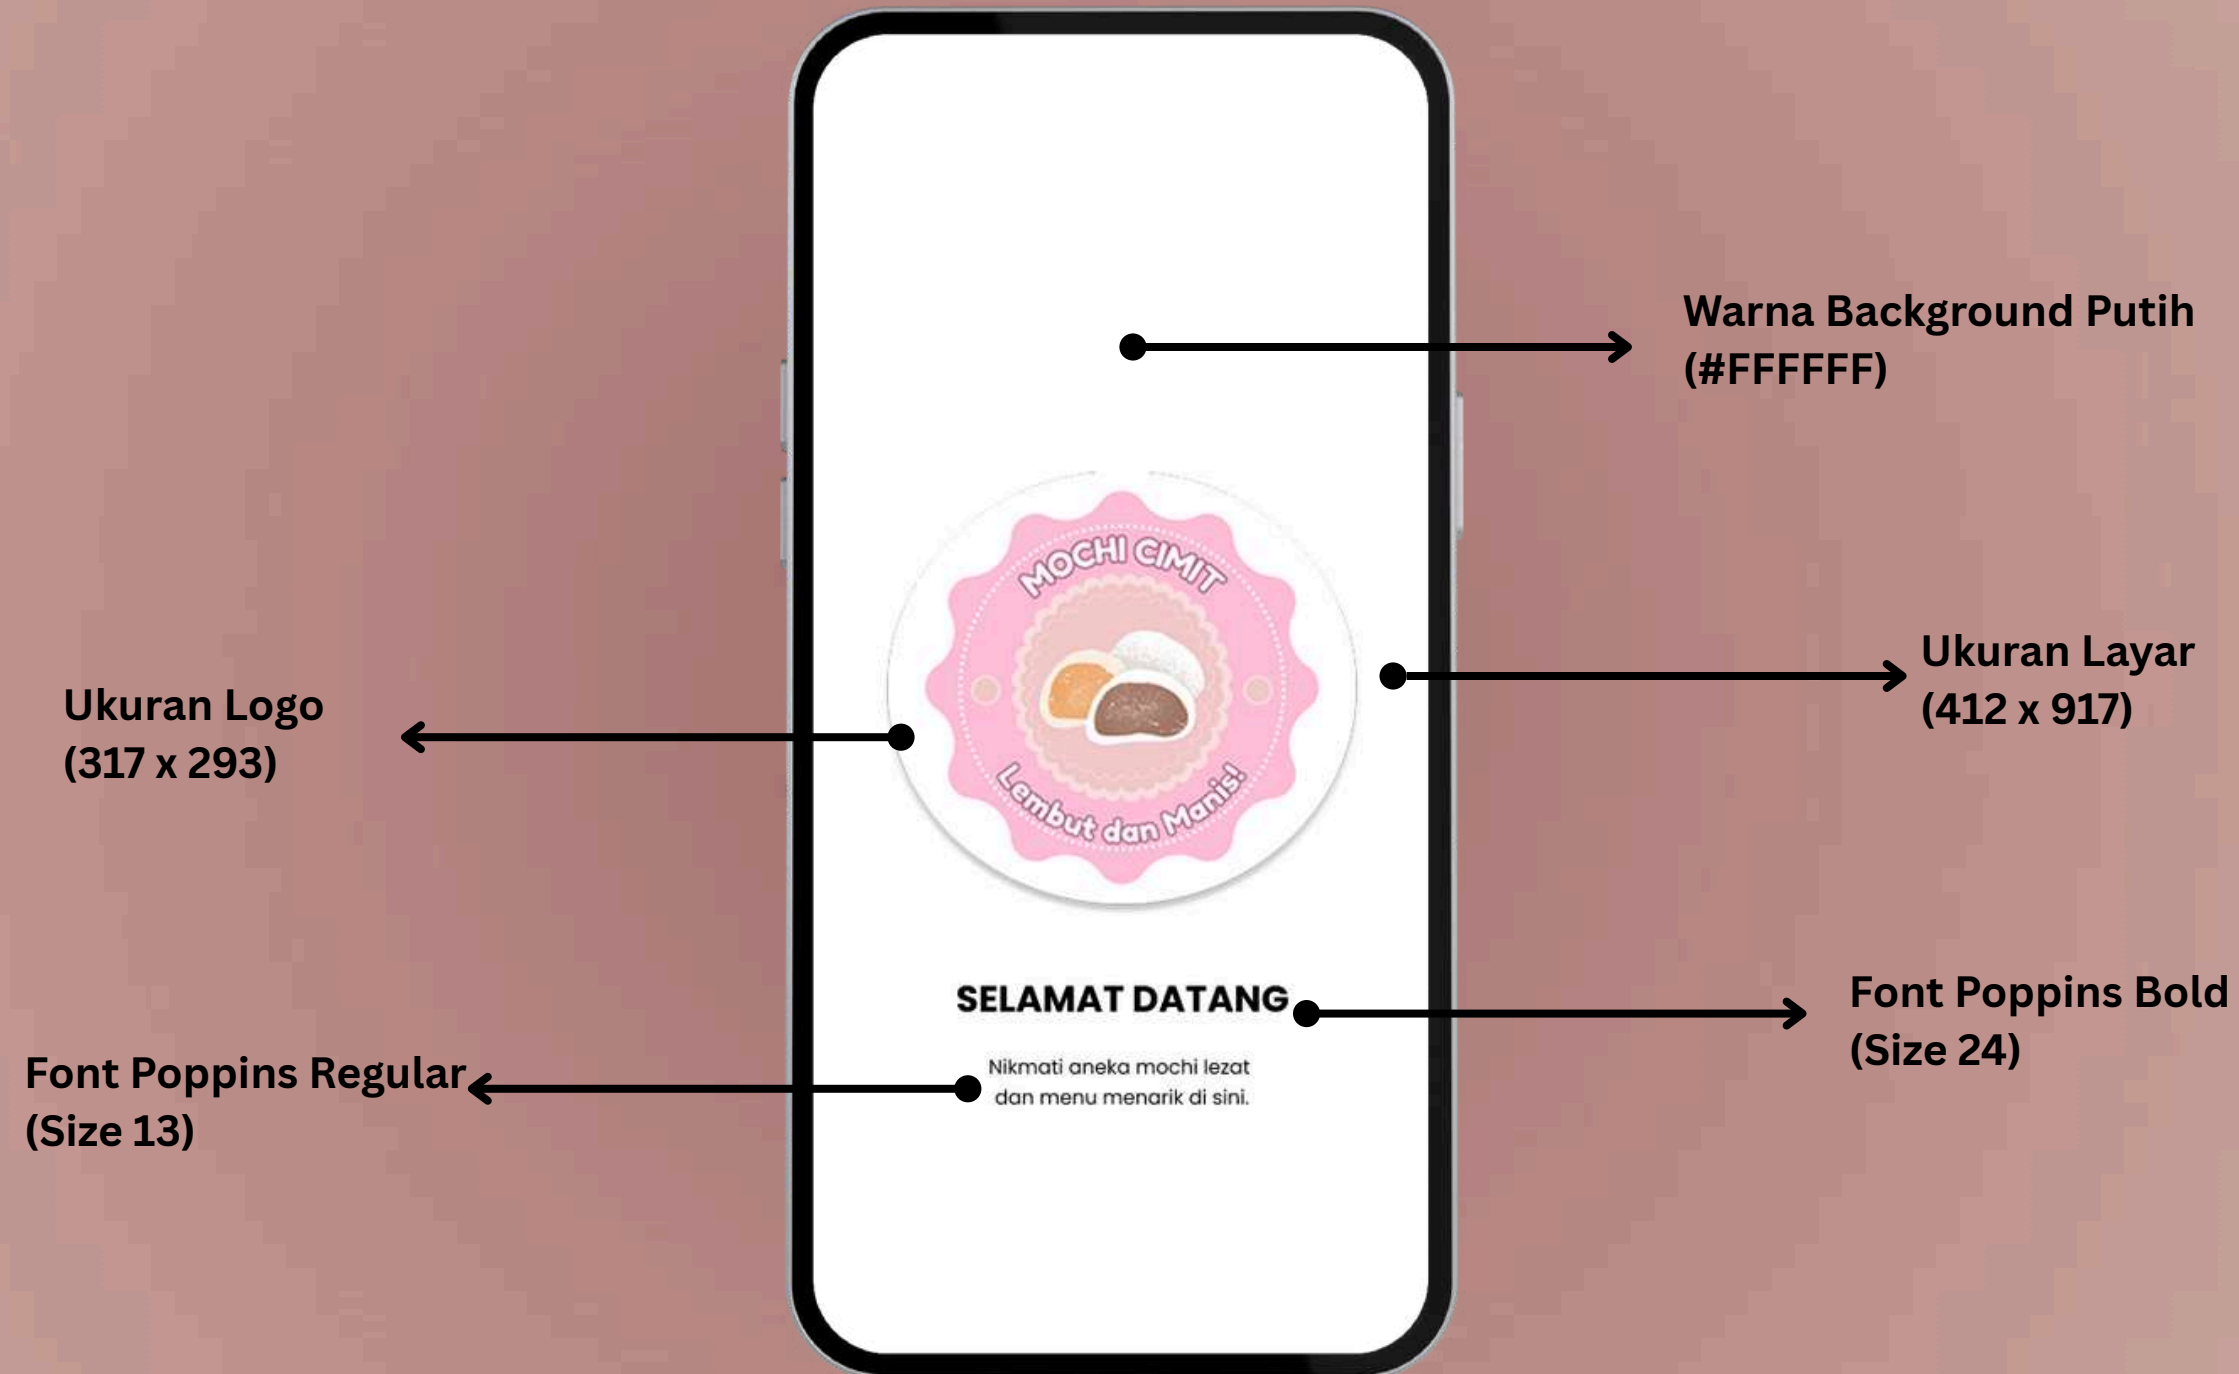 Warna Background Putih
(#FFFFFF)
MOCHI CIMIT
Lembut dan Manis!
Ukuran Layar
(412 x 917)
Ukuran Logo
(317 x 293)
SELAMAT DATANG
Font Poppins Bold
(Size 24)
Nikmati aneka mochi lezat
dan menu menarik di sini.
Font Poppins Regular
(Size 13)